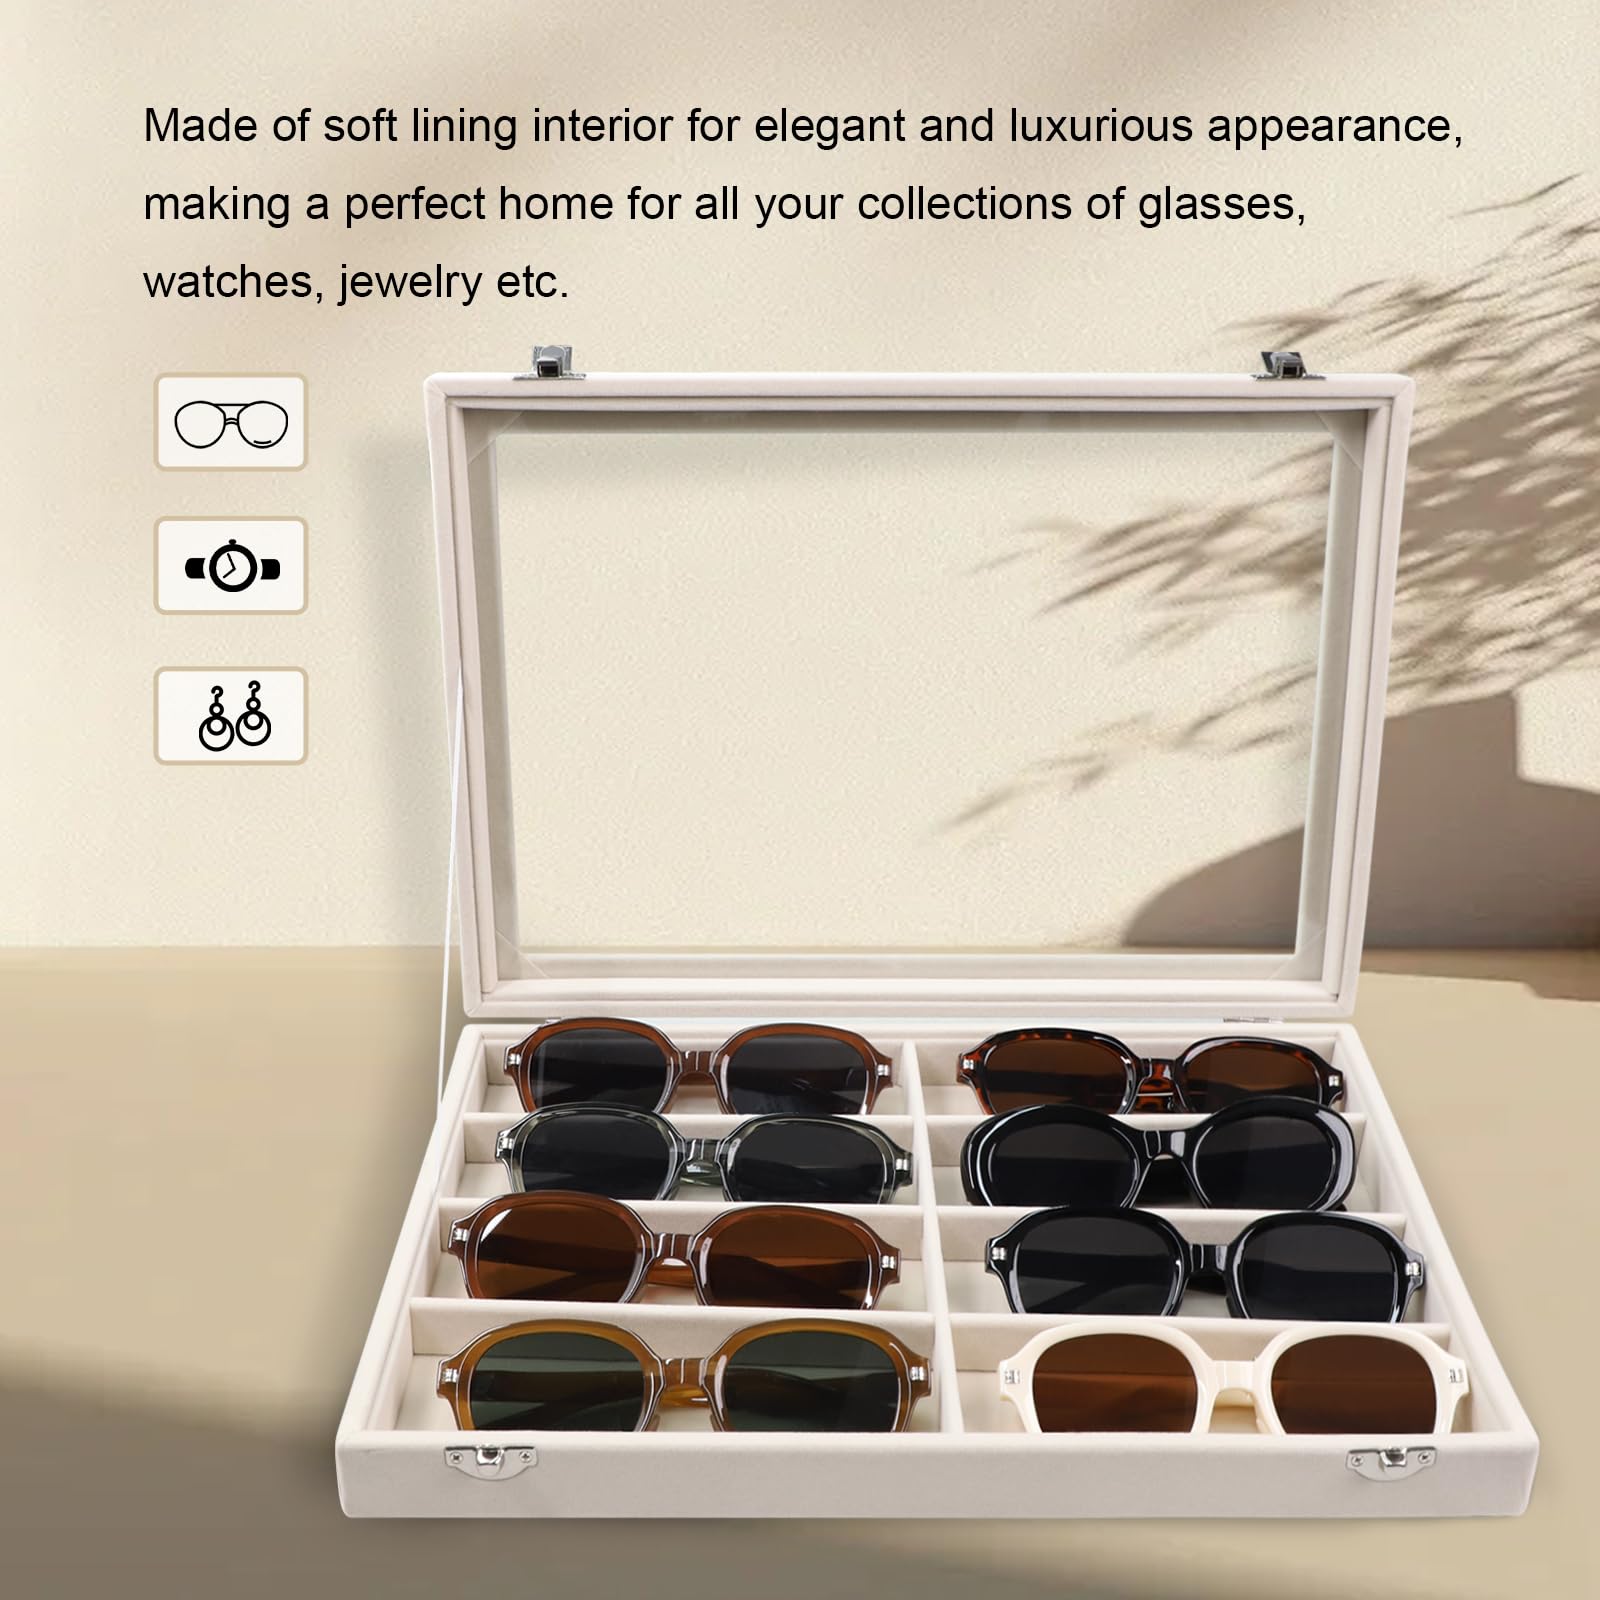 Made of soft lining interior for elegant and luxurious appearance,
making a perfect home for all your collections of glasses,
watches, jewelry etc.